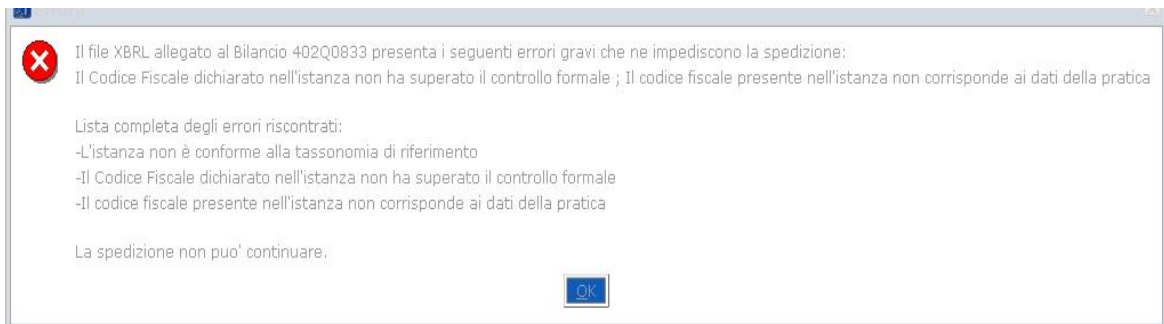 Il file XBRL allegato al Bilancio 402Q0833 presenta i seguenti errori gravi che ne impediscono la spedizione:
Il Codice Fiscale dichiarato nell'istanza non ha superato il controllo formale ; Il codice fiscale presente nell'istanza non corrisponde ai dati della pratica
Lista completa degli errori riscontrati:
-L'istanza non è conforme alla tassonomia di riferimento
-Il Codice Fiscale dichiarato nell'istanza non ha superato il controllo formale
-Il codice fiscale presente nell'istanza non corrisponde ai dati della pratica
La spedizione non puo' continuare.
OK